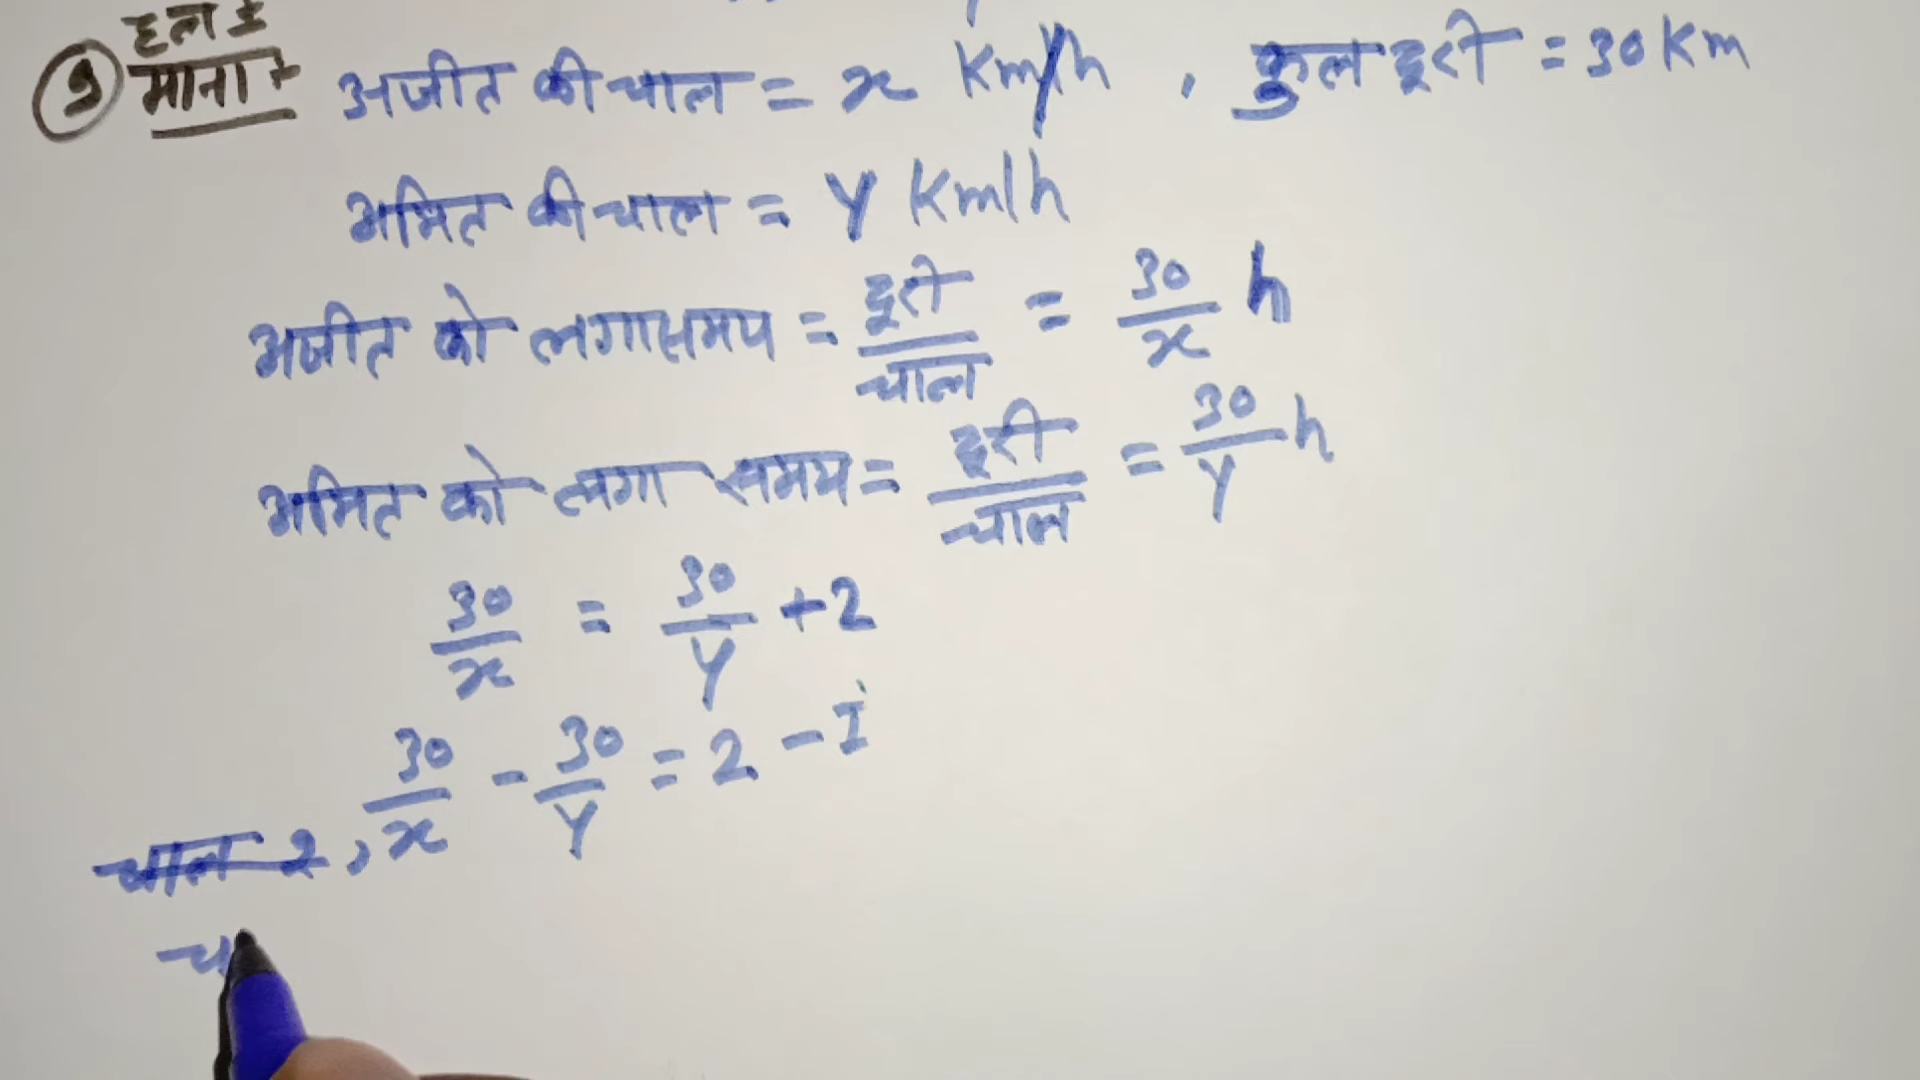 हल :-
9 माना :- अजीत की चाल = x Km/h , कुल दूरी = 30 Km
अमित की चाल = y Km/h
अजीत को लगा समय = दूरी/चाल = 30/x h
अमित को लगा समय = दूरी/चाल = 30/y h
30/x = 30/y + 2
30/x - 30/y = 2 - I
चाल 2,
च